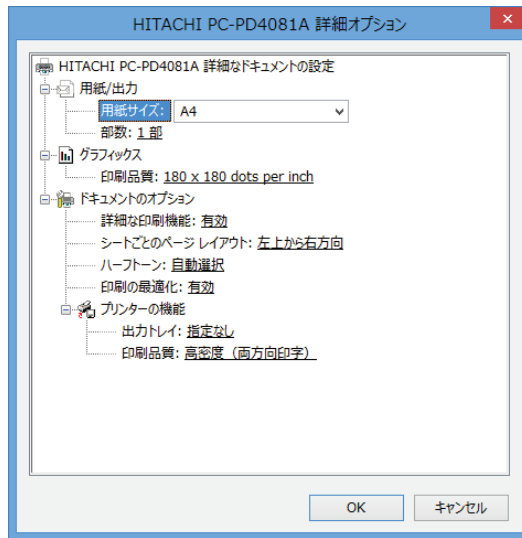 HITACHI PC-PD4081A 詳細オプション
HITACHI PC-PD4081A 詳細なドキュメントの設定
用紙/出力
用紙サイズ: A4
部数: 1 部
グラフィックス
印刷品質: 180 x 180 dots per inch
ドキュメントのオプション
詳細な印刷機能: 有効
シートごとのページ レイアウト: 左上から右方向
ハーフトーン: 自動選択
印刷の最適化: 有効
プリンターの機能
出力トレイ: 指定なし
印刷品質: 高密度（両方向印字）
OK キャンセル